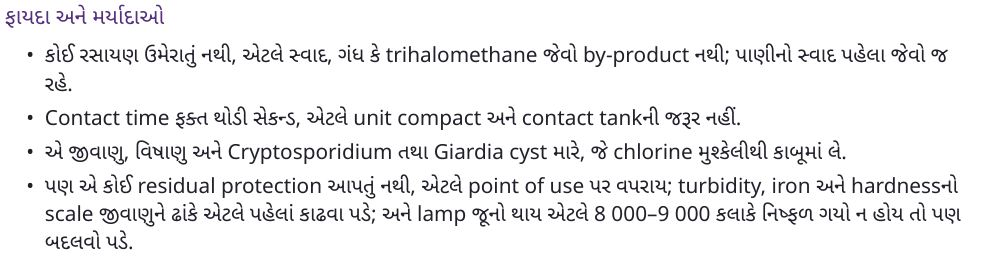 ફાયદા અને મર્યાદાઓ
• કોઈ રસાયણ ઉમેરાતું નથી, એટલે સ્વાદ, ગંધ કે trihalomethane જેવો by-product નથી; પાણીનો સ્વાદ પહેલા જેવો જ
રહે.
• Contact time ફક્ત થોડી સેકન્ડ, એટલે unit compact અને contact tankની જરૂર નહીં.
• એ જીવાણુ, વિષાણુ અને Cryptosporidium તથા Giardia cyst મારે, જે chlorine મુશ્કેલીથી કાબૂમાં લે.
• પણ એ કોઈ residual protection આપતું નથી, એટલે point of use પર વપરાય; turbidity, iron અને hardnessનો
scale જીવાણુને ઢાંકે એટલે પહેલાં કાઢવા પડે; અને lamp જૂનો થાય એટલે 8 000–9 000 કલાકે નિષ્ફળ ગયો ન હોય તો પણ
બદલવો પડે.